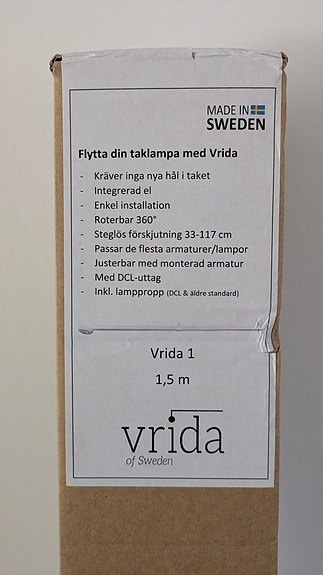 MADE IN
SWEDEN
Flytta din taklampa med Vrida
- Kräver inga nya hål i taket
- Integrerad el
- Enkel installation
- Roterbar 360°
- Steglös förskjutning 33-117 cm
- Passar de flesta armaturer/lampor
- Justerbar med monterad armatur
- Med DCL-uttag
- Inkl. lamppropp (DCL & äldre standard)
Vrida 1
1,5 m
vrida
of Sweden